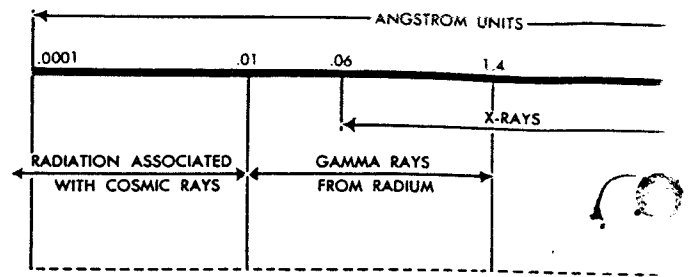 ANGSTROM UNITS
.0001 .01 .06 1.4
X-RAYS
RADIATION ASSOCIATED GAMMA RAYS
WITH COSMIC RAYS FROM RADIUM